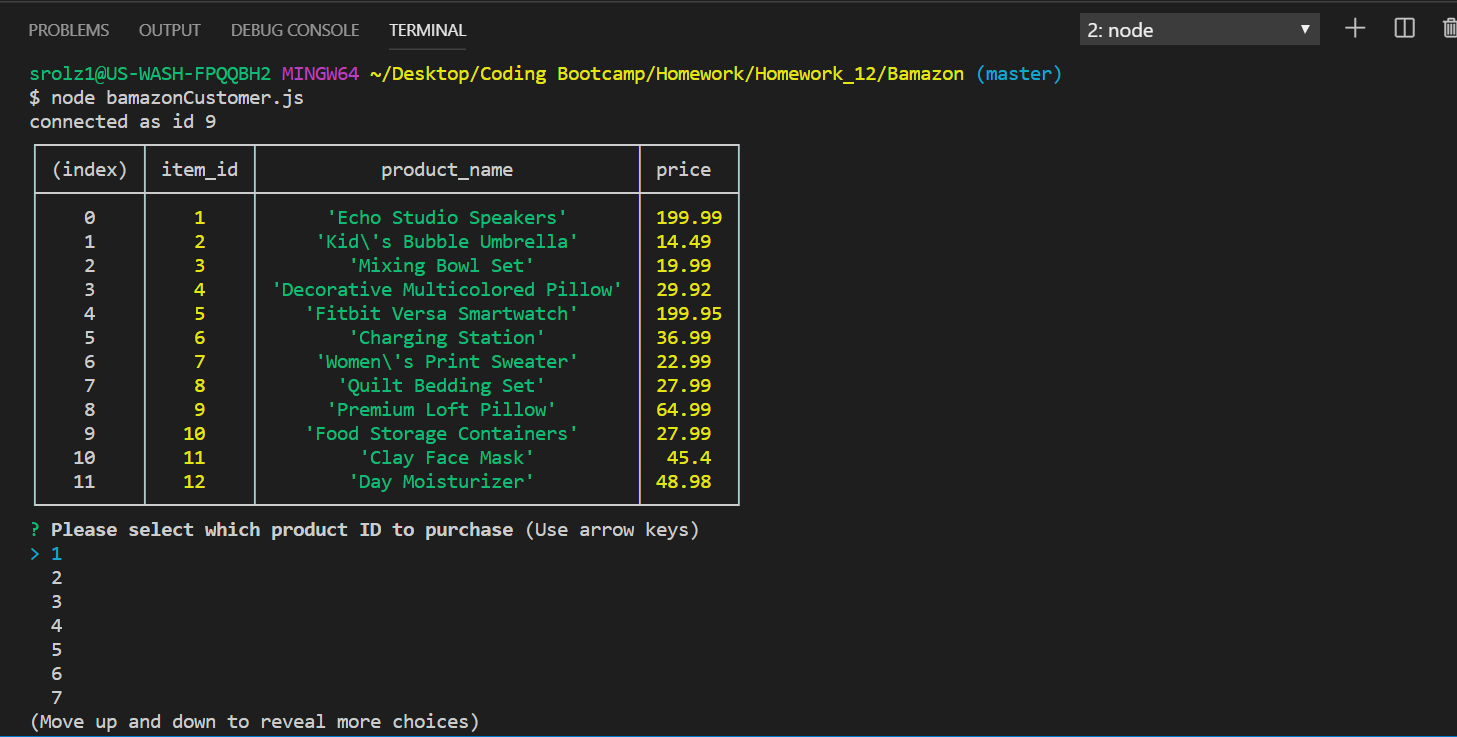 PROBLEMS OUTPUT DEBUG CONSOLE TERMINAL 2: node
srolz1@US-WASH-FPQQBH2 MINGW64 ~/Desktop/Coding Bootcamp/Homework/Homework_12/Bamazon (master)
$ node bamazonCustomer.js
connected as id 9
(index) item_id product_name price
0 1 'Echo Studio Speakers' 199.99
1 2 'Kid\'s Bubble Umbrella' 14.49
2 3 'Mixing Bowl Set' 19.99
3 4 'Decorative Multicolored Pillow' 29.92
4 5 'Fitbit Versa Smartwatch' 199.95
5 6 'Charging Station' 36.99
6 7 'Women\'s Print Sweater' 22.99
7 8 'Quilt Bedding Set' 27.99
8 9 'Premium Loft Pillow' 64.99
9 10 'Food Storage Containers' 27.99
10 11 'Clay Face Mask' 45.4
11 12 'Day Moisturizer' 48.98
? Please select which product ID to purchase (Use arrow keys)
> 1
2
3
4
5
6
7
(Move up and down to reveal more choices)